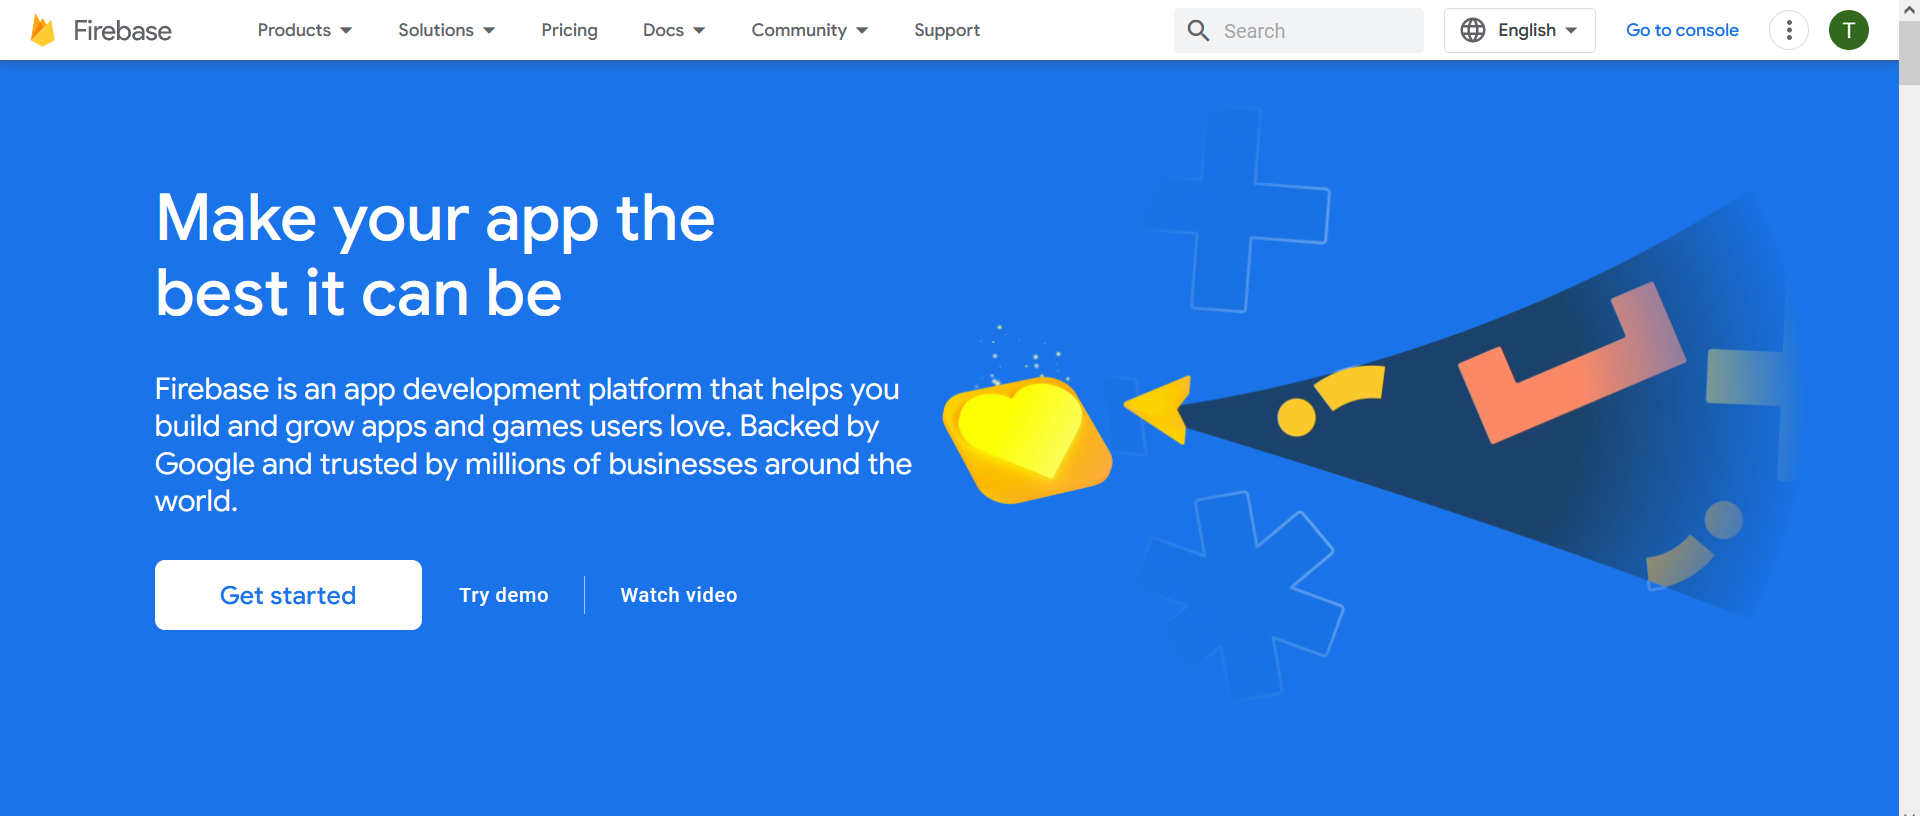 Firebase
Products
Solutions
Pricing
Docs
Community
Support
Search
English
Go to console
T
Make your app the
best it can be
Firebase is an app development platform that helps you
build and grow apps and games users love. Backed by
Google and trusted by millions of businesses around the
world.
Get started
Try demo
Watch video